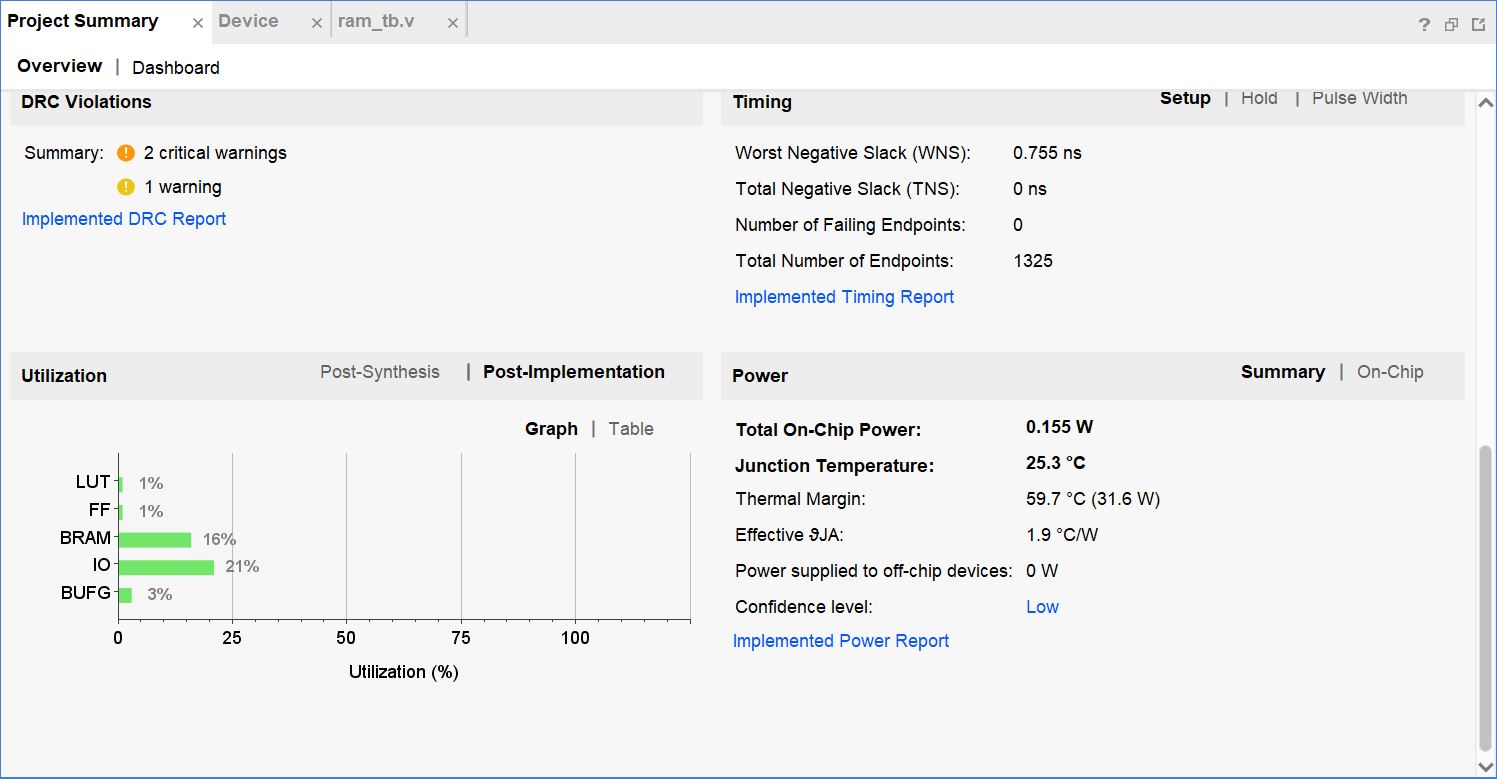 Project Summary × Device × ram_tb.v ×
?
Overview | Dashboard
DRC Violations
Summary: ! 2 critical warnings
! 1 warning
Implemented DRC Report
Timing Setup | Hold | Pulse Width
Worst Negative Slack (WNS): 0.755 ns
Total Negative Slack (TNS): 0 ns
Number of Failing Endpoints: 0
Total Number of Endpoints: 1325
Implemented Timing Report
Utilization Post-Synthesis | Post-Implementation
Graph | Table
LUT 1%
FF 1%
BRAM 16%
IO 21%
BUFG 3%
0 25 50 75 100
Utilization (%)
Power Summary | On-Chip
Total On-Chip Power: 0.155 W
Junction Temperature: 25.3 °C
Thermal Margin: 59.7 °C (31.6 W)
Effective ϑJA: 1.9 °C/W
Power supplied to off-chip devices: 0 W
Confidence level: Low
Implemented Power Report